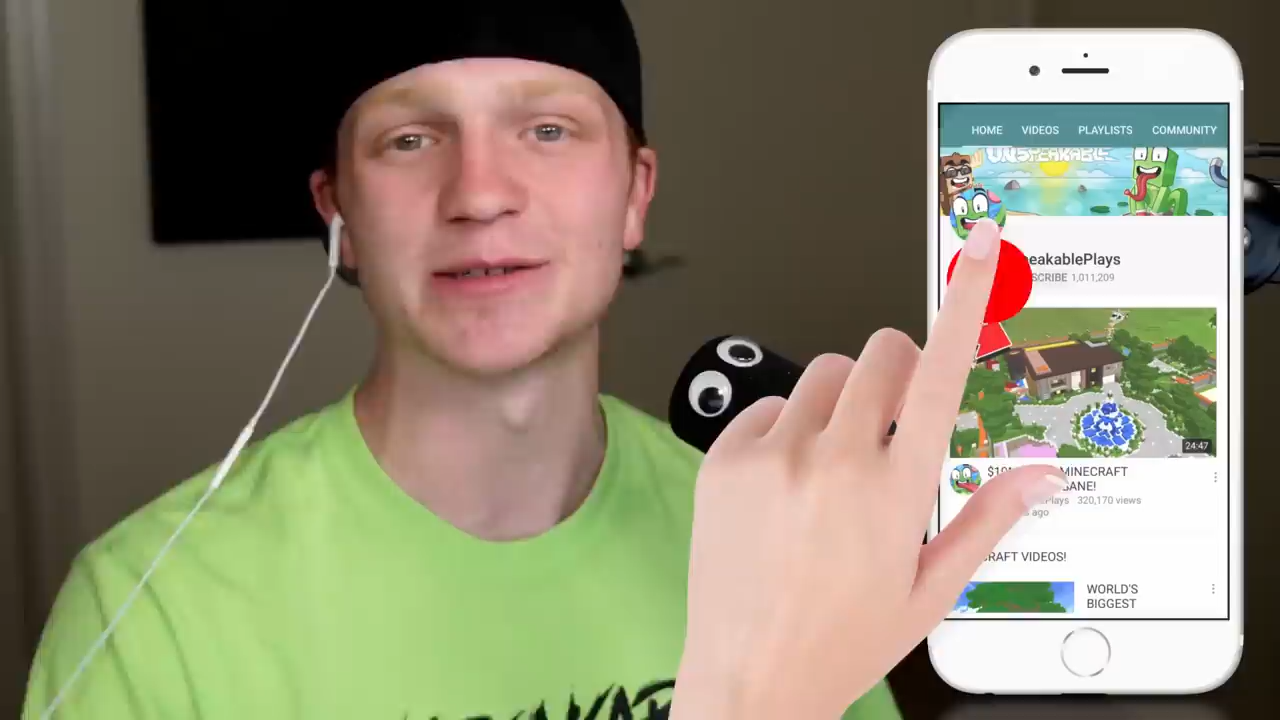 HOME VIDEOS PLAYLISTS COMMUNITY
UNSPEAKABLE
eakablePlays
SCRIBE 1,011,209
24:47
MINECRAFT
ANE!
Plays 320,170 views
ago
CRAFT VIDEOS!
WORLD'S
BIGGEST